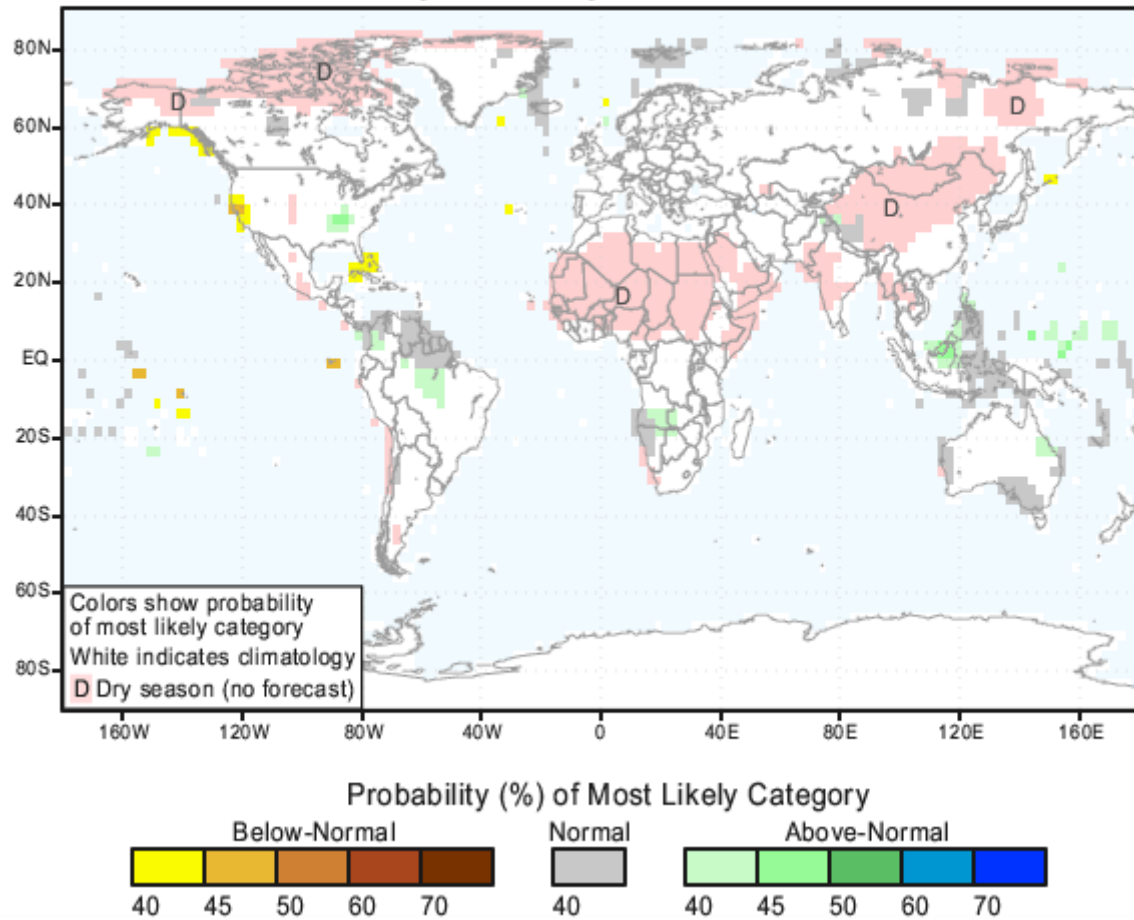 80N
D
D
D
60N
40N
D
20N
D
EQ
20S
40S
60S
Colors show probability
of most likely category
White indicates climatology
D Dry season (no forecast)
80S
160W 120W 80W 40W 0 40E 80E 120E 160E
Probability (%) of Most Likely Category
Below-Normal Normal Above-Normal
40 45 50 60 70 40 40 45 50 60 70